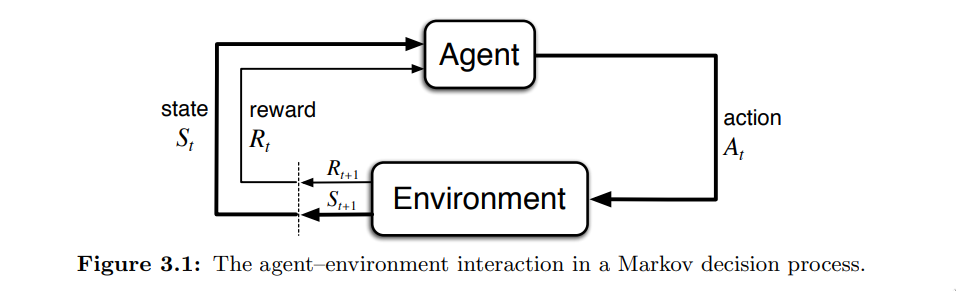 Agent
state
S_t
reward
R_t
action
A_t
R_{t+1}
S_{t+1}
Environment
Figure 3.1: The agent–environment interaction in a Markov decision process.